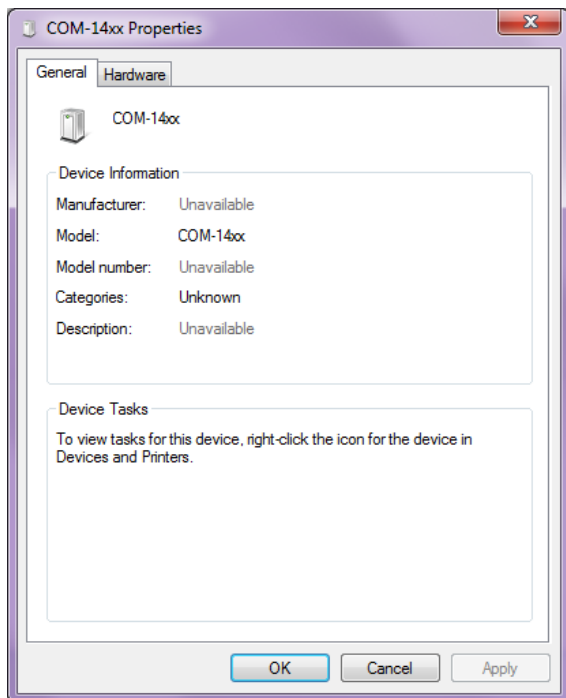 COM-14xx Properties
General Hardware
COM-14xx
Device Information
Manufacturer: Unavailable
Model: COM-14xx
Model number: Unavailable
Categories: Unknown
Description: Unavailable
Device Tasks
To view tasks for this device, right-click the icon for the device in
Devices and Printers.
OK Cancel Apply